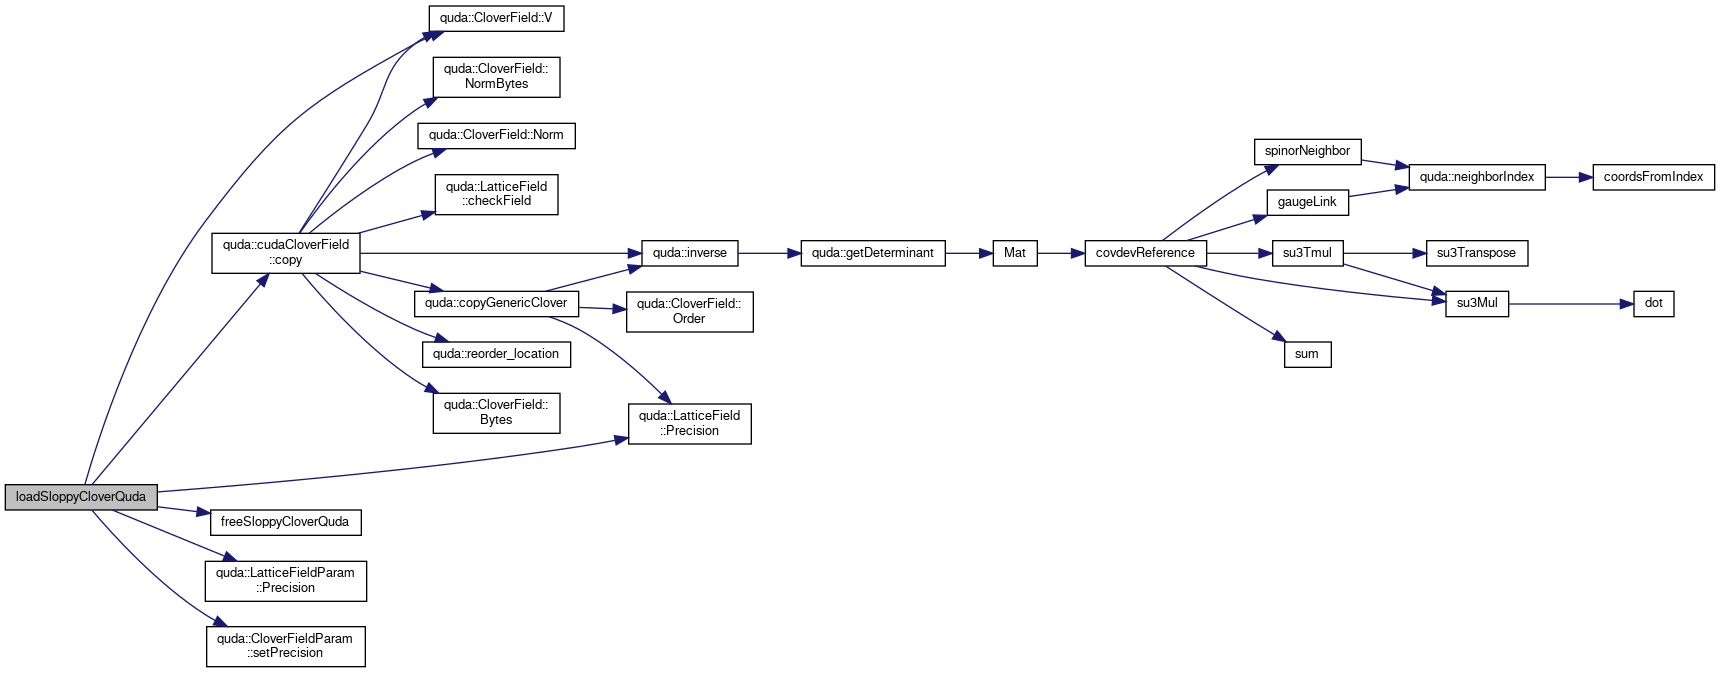 quda::CloverField::V
quda::CloverField::
NormBytes
quda::CloverField::Norm
quda::LatticeField
::checkField
quda::cudaCloverField
::copy
quda::inverse
quda::getDeterminant
Mat
covdevReference
spinorNeighbor
gaugeLink
quda::neighborIndex
coordsFromIndex
su3Tmul
su3Transpose
su3Mul
dot
sum
quda::copyGenericClover
quda::CloverField::
Order
quda::reorder_location
quda::CloverField::
Bytes
quda::LatticeField
::Precision
loadSloppyCloverQuda
freeSloppyCloverQuda
quda::LatticeFieldParam
::Precision
quda::CloverFieldParam
::setPrecision